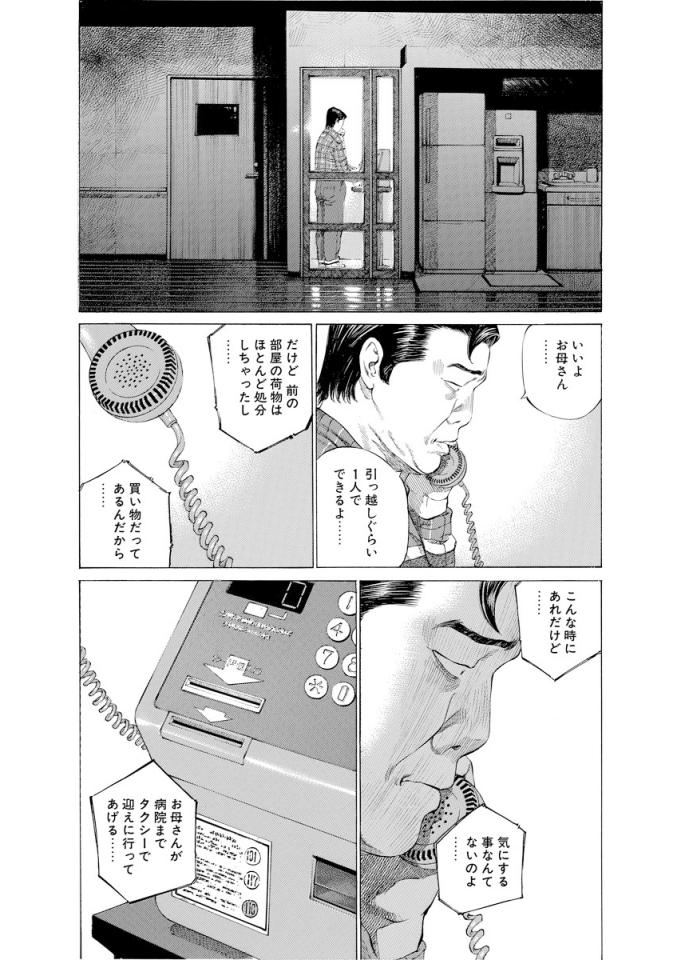 いいよ
お母さん
……
引っ越しぐらい
1人で
できるよ……
だけど 前の
部屋の荷物は
ほとんど処分
しちゃったし
買い物だって
あるんだから
……
こんな時に
あれだけど
……
気にする
事なんて
ないのよ
……
0
1
4
7
8
*
0
お母さんが
病院まで
タクシーで
迎えに行って
あげる……